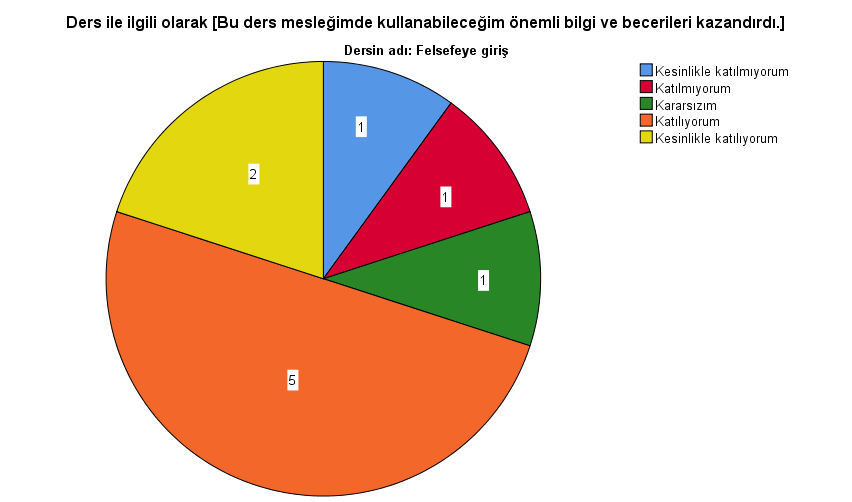 Ders ile ilgili olarak [Bu ders mesleğimde kullanabileceğim önemli bilgi ve becerileri kazandırdı.]
Dersin adı: Felsefeye giriş
Kesinlikle katılmıyorum
Katılmıyorum
Kararsızım
Katılıyorum
Kesinlikle katılıyorum
1
2
1
1
5